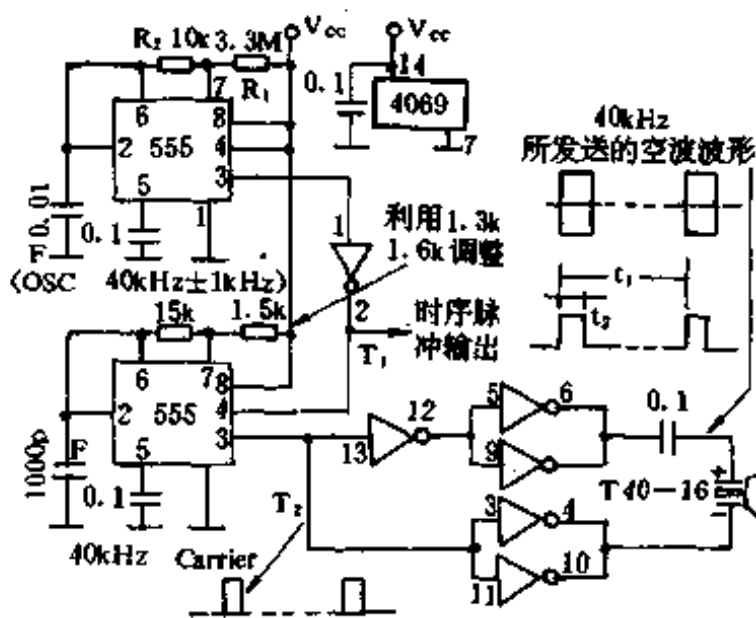 R₂ 10k 3.3M
R₁
Vcc
Vcc
14
0.1
4069
7
6
7
8
2
555
4
5
3
1
0.01
F
0.1
(OSC
40kHz±1kHz)
利用1.3k
1.6k调整
1
2
T₁
时序脉
冲输出
40kHz
所发送的空波波形
t₁
t₂
15k
1.5k
6
7
8
2
555
4
5
3
1000p
F
0.1
40kHz
Carrier
T₂
13
12
5
6
9
3
4
11
10
0.1
T40-16
+